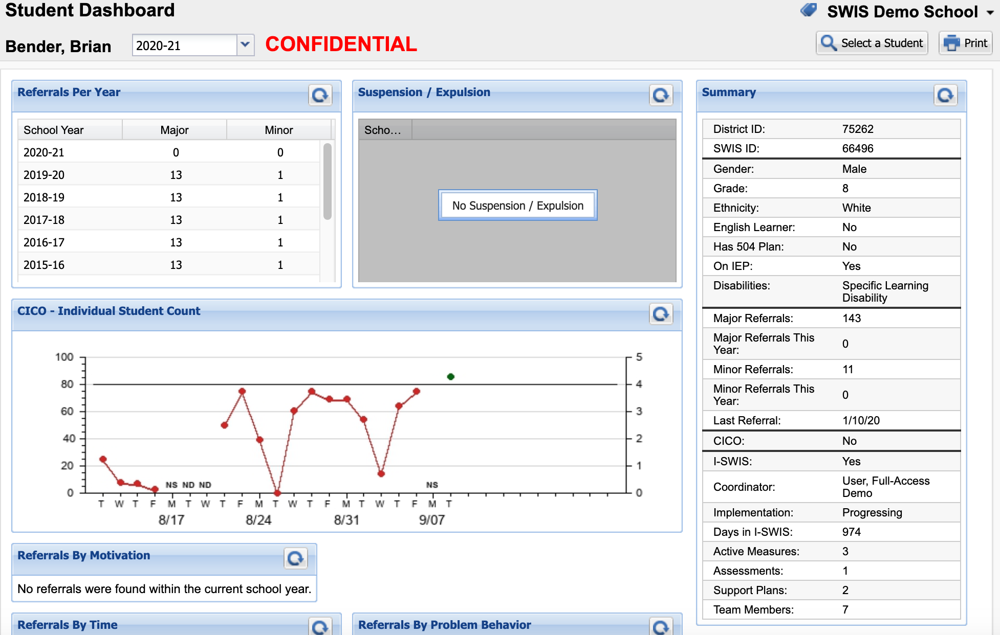 Student Dashboard
SWIS Demo School
Bender, Brian
2020-21
CONFIDENTIAL
Select a Student
Print
Referrals Per Year
School Year Major Minor
2020-21 0 0
2019-20 13 1
2018-19 13 1
2017-18 13 1
2016-17 13 1
2015-16 13 1
Suspension / Expulsion
Scho...
No Suspension / Expulsion
Summary
District ID: 75262
SWIS ID: 66496
Gender: Male
Grade: 8
Ethnicity: White
English Learner: No
Has 504 Plan: No
On IEP: Yes
Disabilities: Specific Learning
Disability
Major Referrals: 143
Major Referrals This
Year: 0
Minor Referrals: 11
Minor Referrals This
Year: 0
Last Referral: 1/10/20
CICO: No
I-SWIS: Yes
Coordinator: User, Full-Access
Demo
Implementation: Progressing
Days in I-SWIS: 974
Active Measures: 3
Assessments: 1
Support Plans: 2
Team Members: 7
CICO - Individual Student Count
100 5
80 4
60 3
40 2
20 1
0 0
NS ND ND NS
T W T F M T W T F M T W T F M T W T F M T
8/17 8/24 8/31 9/07
Referrals By Motivation
No referrals were found within the current school year.
Referrals By Time
Referrals By Problem Behavior